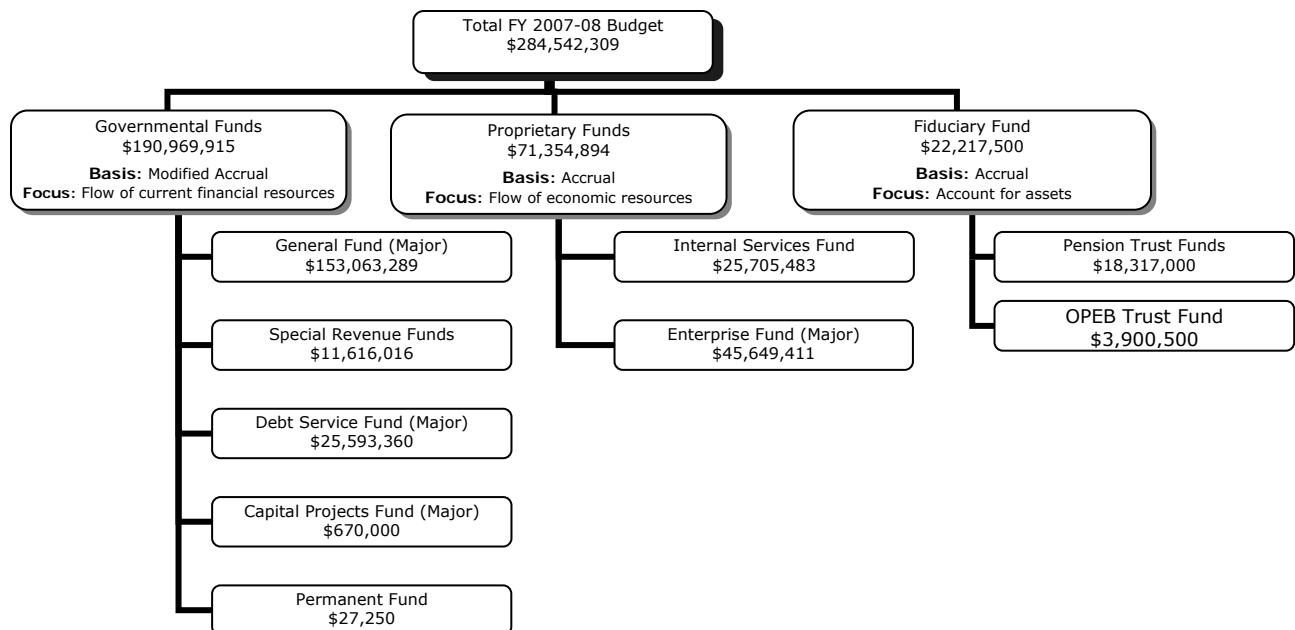 Total FY 2007-08 Budget
$284,542,309
Governmental Funds
$190,969,915
Basis: Modified Accrual
Focus: Flow of current financial resources
General Fund (Major)
$153,063,289
Special Revenue Funds
$11,616,016
Debt Service Fund (Major)
$25,593,360
Capital Projects Fund (Major)
$670,000
Permanent Fund
$27,250
Proprietary Funds
$71,354,894
Basis: Accrual
Focus: Flow of economic resources
Internal Services Fund
$25,705,483
Enterprise Fund (Major)
$45,649,411
Fiduciary Fund
$22,217,500
Basis: Accrual
Focus: Account for assets
Pension Trust Funds
$18,317,000
OPEB Trust Fund
$3,900,500